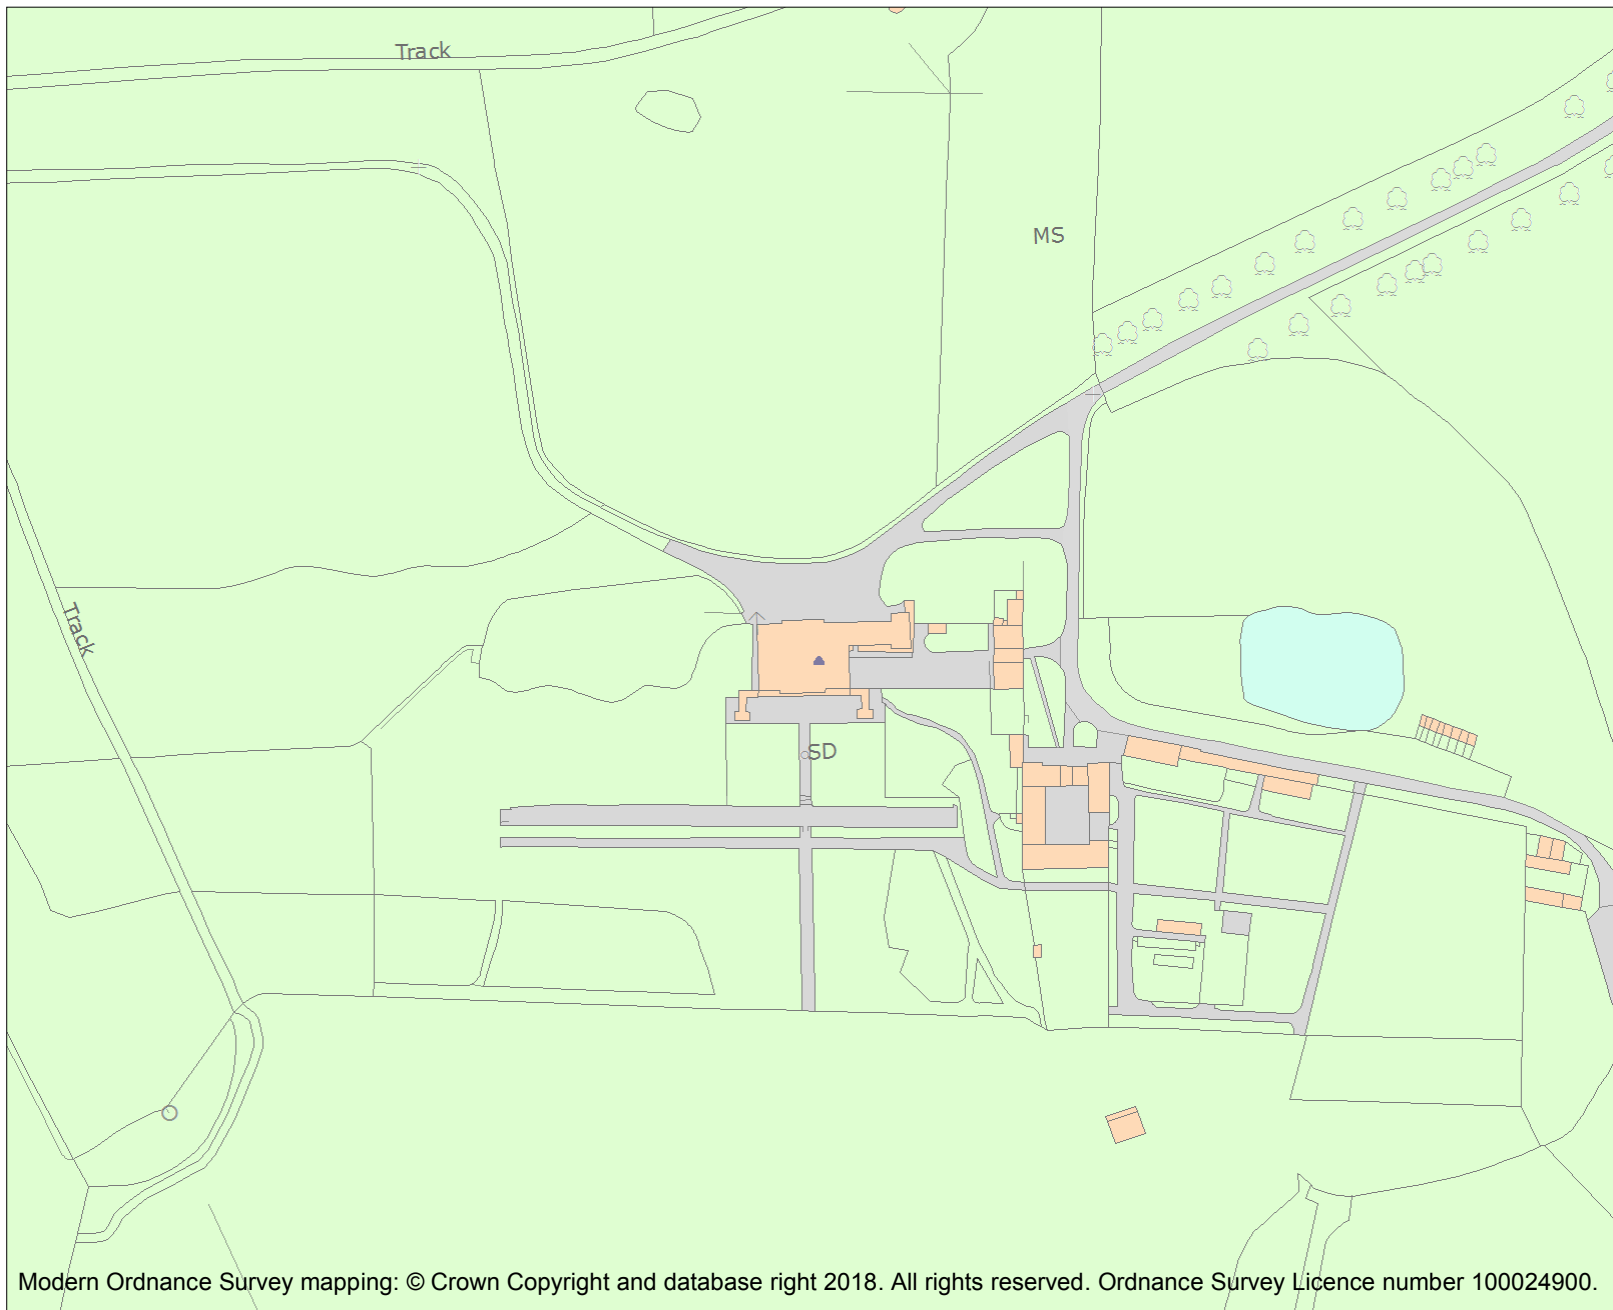 Track
MS
Track
SD
Modern Ordnance Survey mapping: © Crown Copyright and database right 2018. All rights reserved. Ordnance Survey Licence number 100024900.